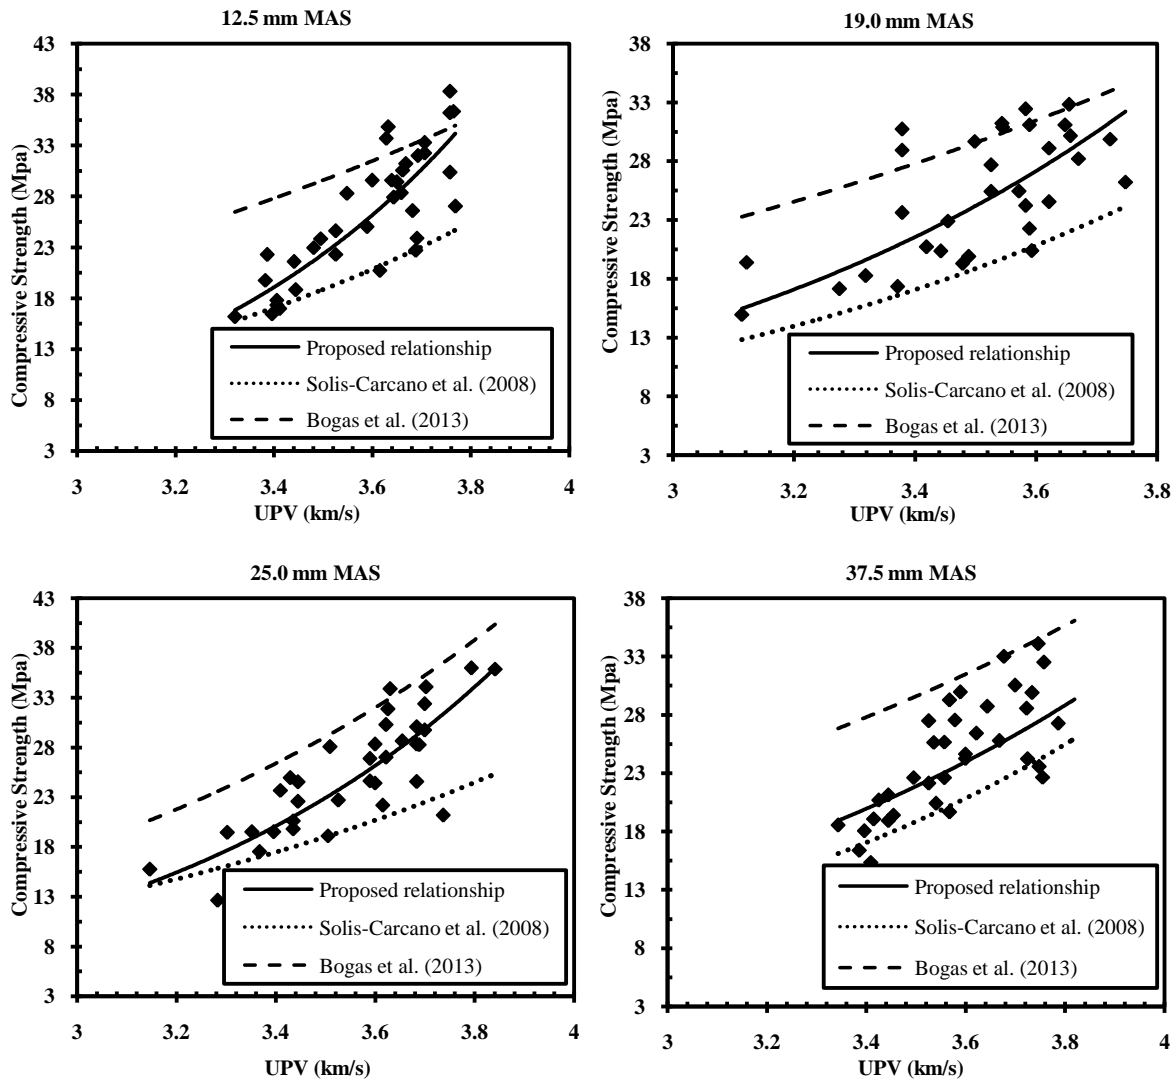 12.5 mm MAS
Compressive Strength (Mpa)
43
38
33
28
23
18
13
8
3
Proposed relationship
Solis-Carcano et al. (2008)
Bogas et al. (2013)
3 3.2 3.4 3.6 3.8 4
UPV (km/s)
19.0 mm MAS
Compressive Strength (Mpa)
38
33
28
23
18
13
8
3
Proposed relationship
Solis-Carcano et al. (2008)
Bogas et al. (2013)
3 3.2 3.4 3.6 3.8
UPV (km/s)
25.0 mm MAS
Compressive Strength (Mpa)
43
38
33
28
23
18
13
8
3
Proposed relationship
Solis-Carcano et al. (2008)
Bogas et al. (2013)
3 3.2 3.4 3.6 3.8 4
UPV (km/s)
37.5 mm MAS
Compressive Strength (Mpa)
38
33
28
23
18
13
8
3
Proposed relationship
Solis-Carcano et al. (2008)
Bogas et al. (2013)
3 3.2 3.4 3.6 3.8 4
UPV (km/s)